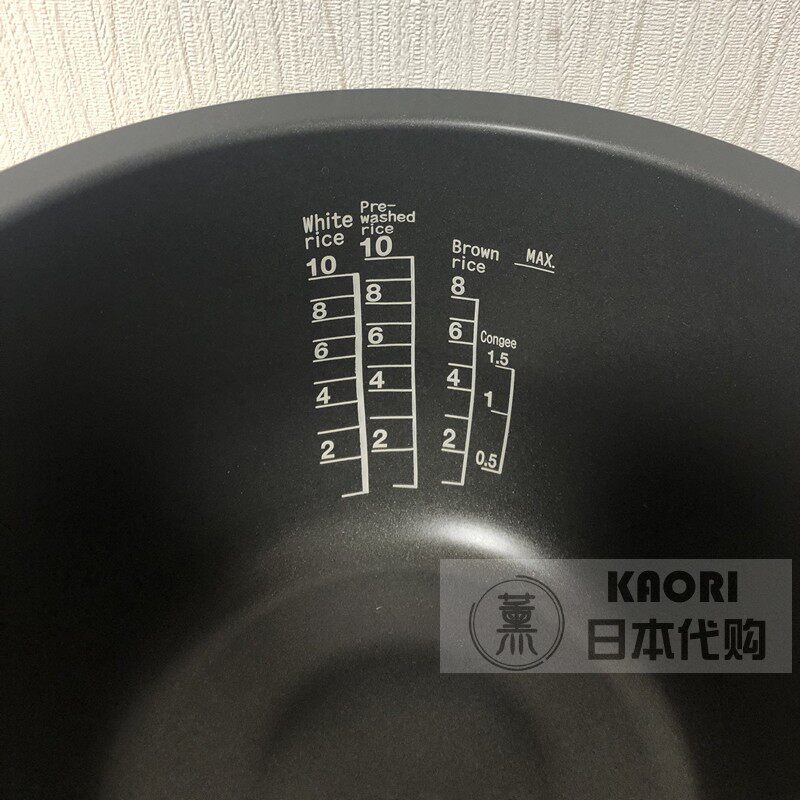 White
rice
10
8
6
4
2
Pre-
washed
rice
10
8
6
4
2
Brown
rice
8
6
4
2
MAX.
Congee
1.5
1
0.5
薰
KAORI
日本代购